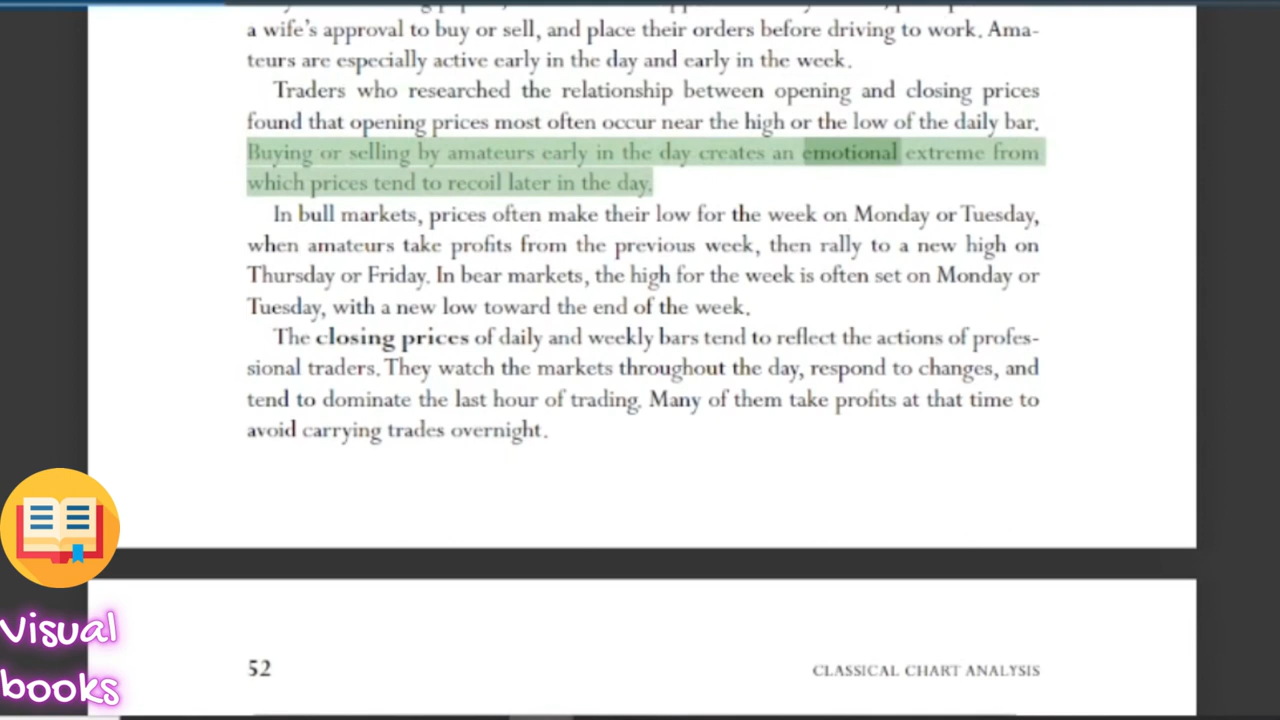 a wife's approval to buy or sell, and place their orders before driving to work. Ama-
teurs are especially active early in the day and early in the week.
Traders who researched the relationship between opening and closing prices
found that opening prices most often occur near the high or the low of the daily bar.
Buying or selling by amateurs early in the day creates an emotional extreme from
which prices tend to recoil later in the day.
In bull markets, prices often make their low for the week on Monday or Tuesday,
when amateurs take profits from the previous week, then rally to a new high on
Thursday or Friday. In bear markets, the high for the week is often set on Monday or
Tuesday, with a new low toward the end of the week.
The closing prices of daily and weekly bars tend to reflect the actions of profes-
sional traders. They watch the markets throughout the day, respond to changes, and
tend to dominate the last hour of trading. Many of them take profits at that time to
avoid carrying trades overnight.
Visual
books
52 CLASSICAL CHART ANALYSIS